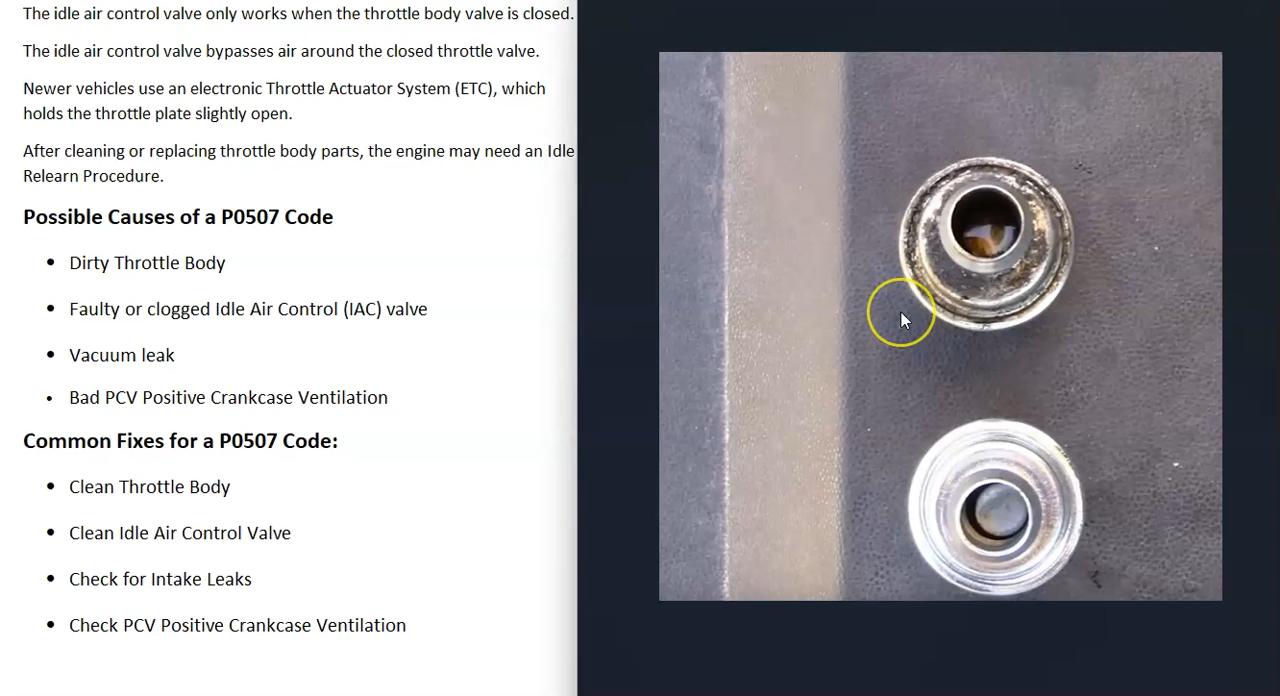 The idle air control valve only works when the throttle body valve is closed.
The idle air control valve bypasses air around the closed throttle valve.
Newer vehicles use an electronic Throttle Actuator System (ETC), which
holds the throttle plate slightly open.
After cleaning or replacing throttle body parts, the engine may need an Idle
Relearn Procedure.
Possible Causes of a P0507 Code
• Dirty Throttle Body
• Faulty or clogged Idle Air Control (IAC) valve
• Vacuum leak
• Bad PCV Positive Crankcase Ventilation
Common Fixes for a P0507 Code:
• Clean Throttle Body
• Clean Idle Air Control Valve
• Check for Intake Leaks
• Check PCV Positive Crankcase Ventilation